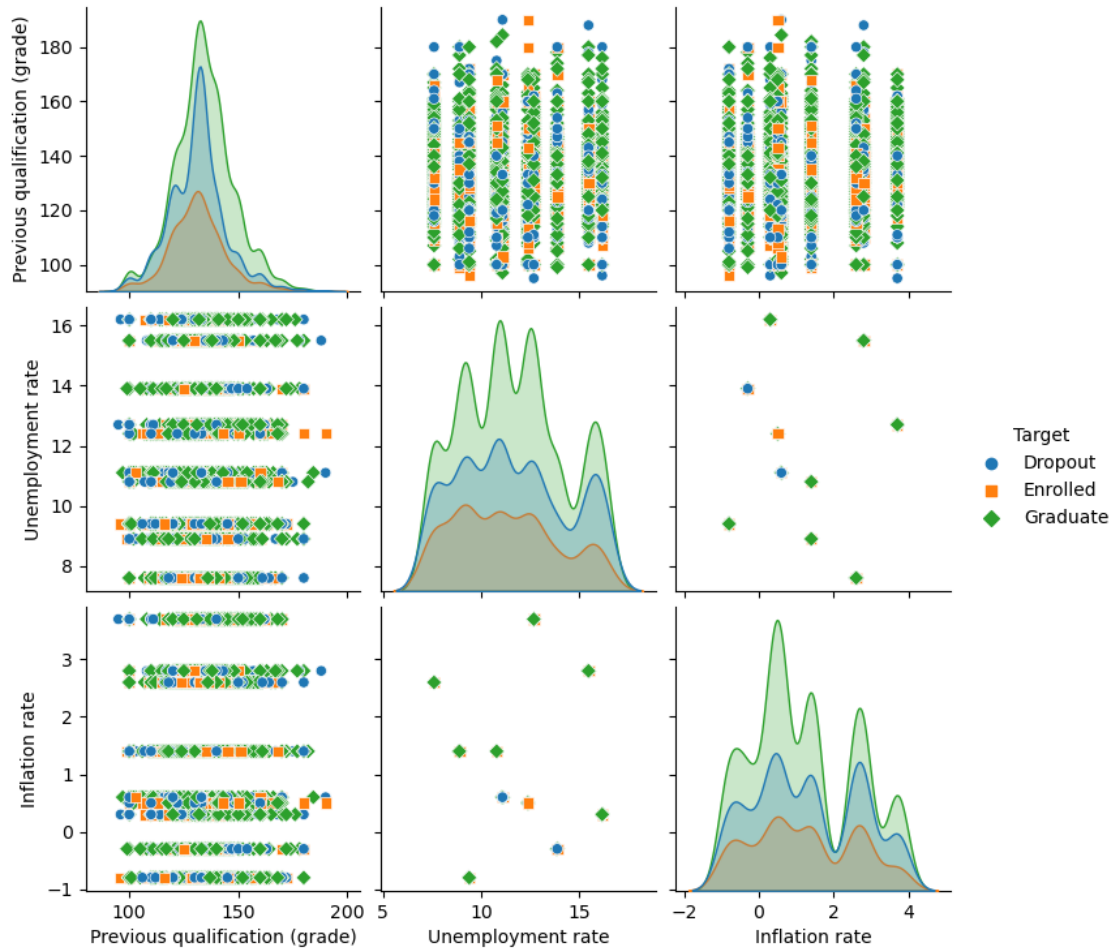 Previous qualification (grade)
180
160
140
120
100
Unemployment rate
16
14
12
10
8
Target
Dropout
Enrolled
Graduate
Inflation rate
3
2
1
0
−1
100
150
200
5
10
15
−2
0
2
4
Previous qualification (grade)
Unemployment rate
Inflation rate